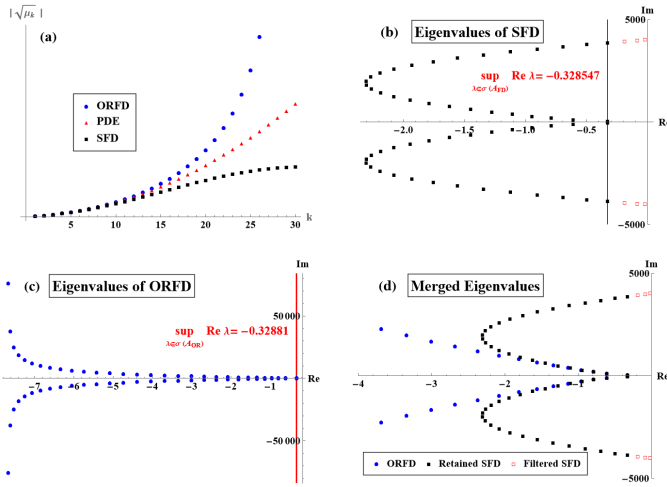 |√μk|
(a)
ORFD
PDE
SFD
5 10 15 20 25 30 k
Im
(b) Eigenvalues of SFD
5000
sup Re λ= −0.328547
λ∈σ (AFD)
Re
−2.0 −1.5 −1.0 −0.5
−5000
Im
(c) Eigenvalues of ORFD
50 000
sup Re λ= −0.32881
λ∈σ (AOR)
Re
−7 −6 −5 −4 −3 −2 −1
−50 000
Im
(d) Merged Eigenvalues
5000
Re
−4 −3 −2 −1
ORFD Retained SFD Filtered SFD
−5000